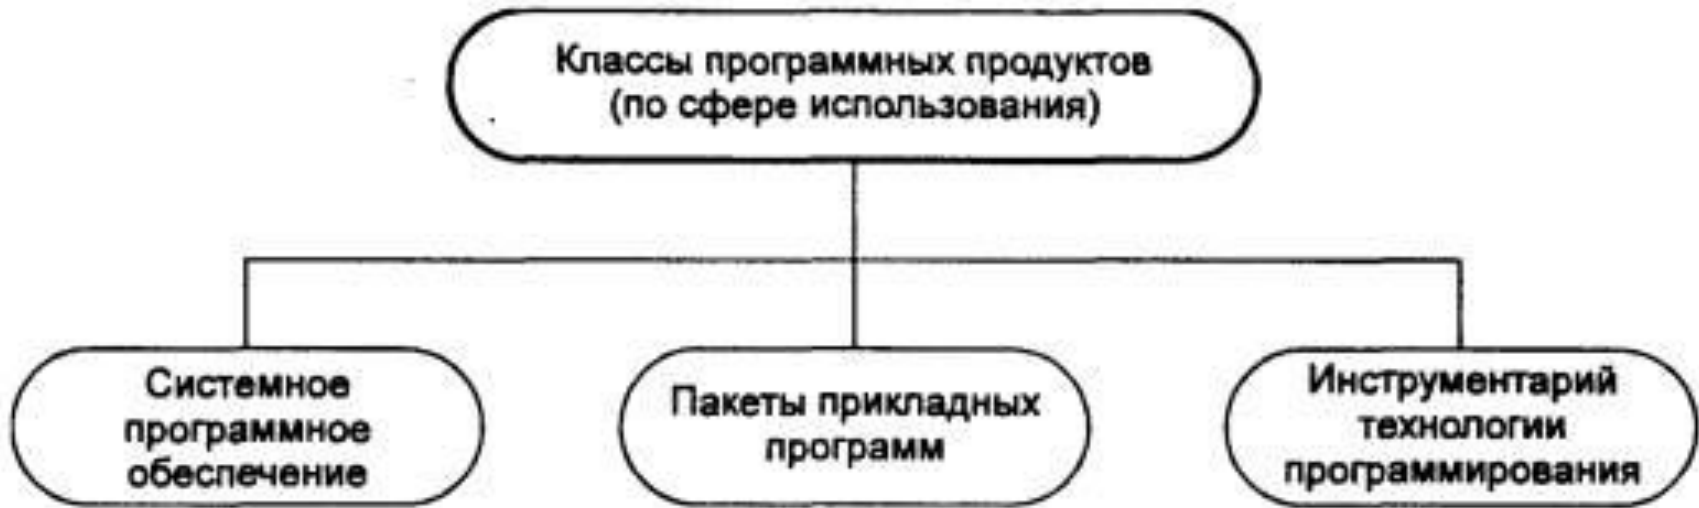 Классы программных продуктов
(по сфере использования)
Системное
программное
обеспечение
Пакеты прикладных
программ
Инструментарий
технологии
программирования